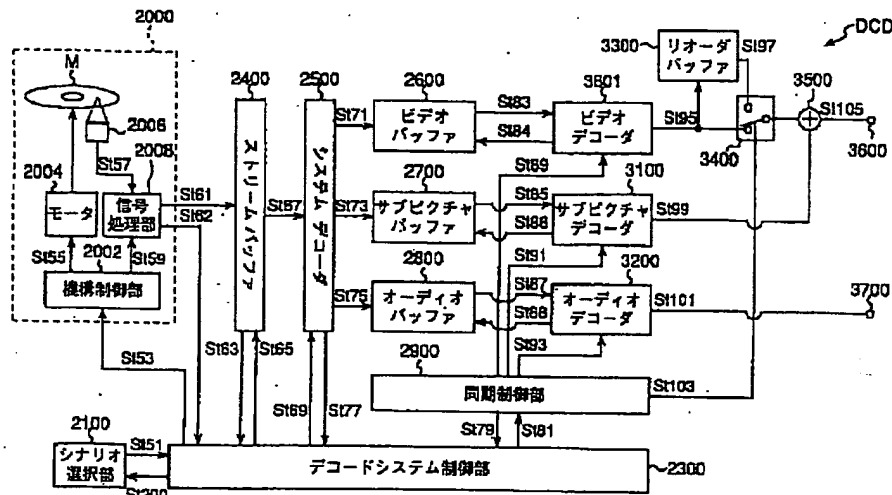 DCD
2000
M
2006
St57
2008
2004
モータ
信号
処理部
St61
St62
St55
2002
St59
機構制御部
St53
2400
ストリームバッファ
St67
St63
St65
2500
システムデコーダ
St71
St73
St75
St69
St77
2600
ビデオ
バッファ
St83
St84
3801
ビデオ
デコーダ
St89
St95
3300
リオーダ
バッファ
St97
3400
3500
St105
3600
2700
サブピクチャ
バッファ
St85
St86
3100
サブピクチャ
デコーダ
St91
St99
2800
オーディオ
バッファ
St87
St88
3200
オーディオ
デコーダ
St93
St101
3700
2900
同期制御部
St103
St79
St81
2100
シナリオ
選択部
St51
St300
デコードシステム制御部
2300